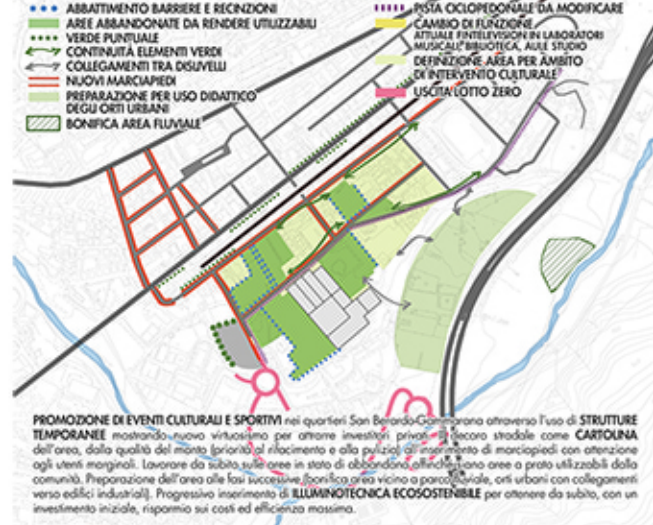 ABBATTIMENTO BARRIERE E RECINZIONI
AREE ABBANDONATE DA RENDERE UTILIZZABILI
VERDE PUNTUALE
CONTINUITÀ ELEMENTI VERDI
COLLEGAMENTI TRA DISLIVELLI
NUOVI MARCIAPIEDI
PREPARAZIONE PER USO DIDATTICO
DEGLI ORTI URBANI
BONIFICA AREA FLUVIALE
PISTA CICLOPEDONALE DA MODIFICARE
CAMBIO DI FUNZIONE
ATTUALE FINTELEVISION IN LABORATORI
MUSICALI, BIBLIOTECA, AULE STUDIO
DEFINIZIONE AREA PER AMBITO
DI INTERVENTO CULTURALE
USCITA LOTTO ZERO
PROMOZIONE DI EVENTI CULTURALI E SPORTIVI nei quartieri San Berardo-Gammarana attraverso l'uso di STRUTTURE
TEMPORANEE mostrando nuovo virtuosismo per attrarre investitori privati. Il decoro stradale come CARTOLINA
dell'area, dalla qualità del manto (priorità al rifacimento e alla pulizia) all'inserimento di marciapiedi con attenzione
agli utenti marginali. Lavorare da subito sulle aree in stato di abbandono affinché siano aree a prato utilizzabili dalla
comunità. Preparazione dell'area alle fasi successive (bonifica area vicino a parco fluviale, orti urbani con collegamenti
verso edifici industriali). Progressivo inserimento di ILLUMINOTECNICA ECOSOSTENIBILE per ottenere da subito, con un
investimento iniziale, risparmio sui costi ed efficienza massima.